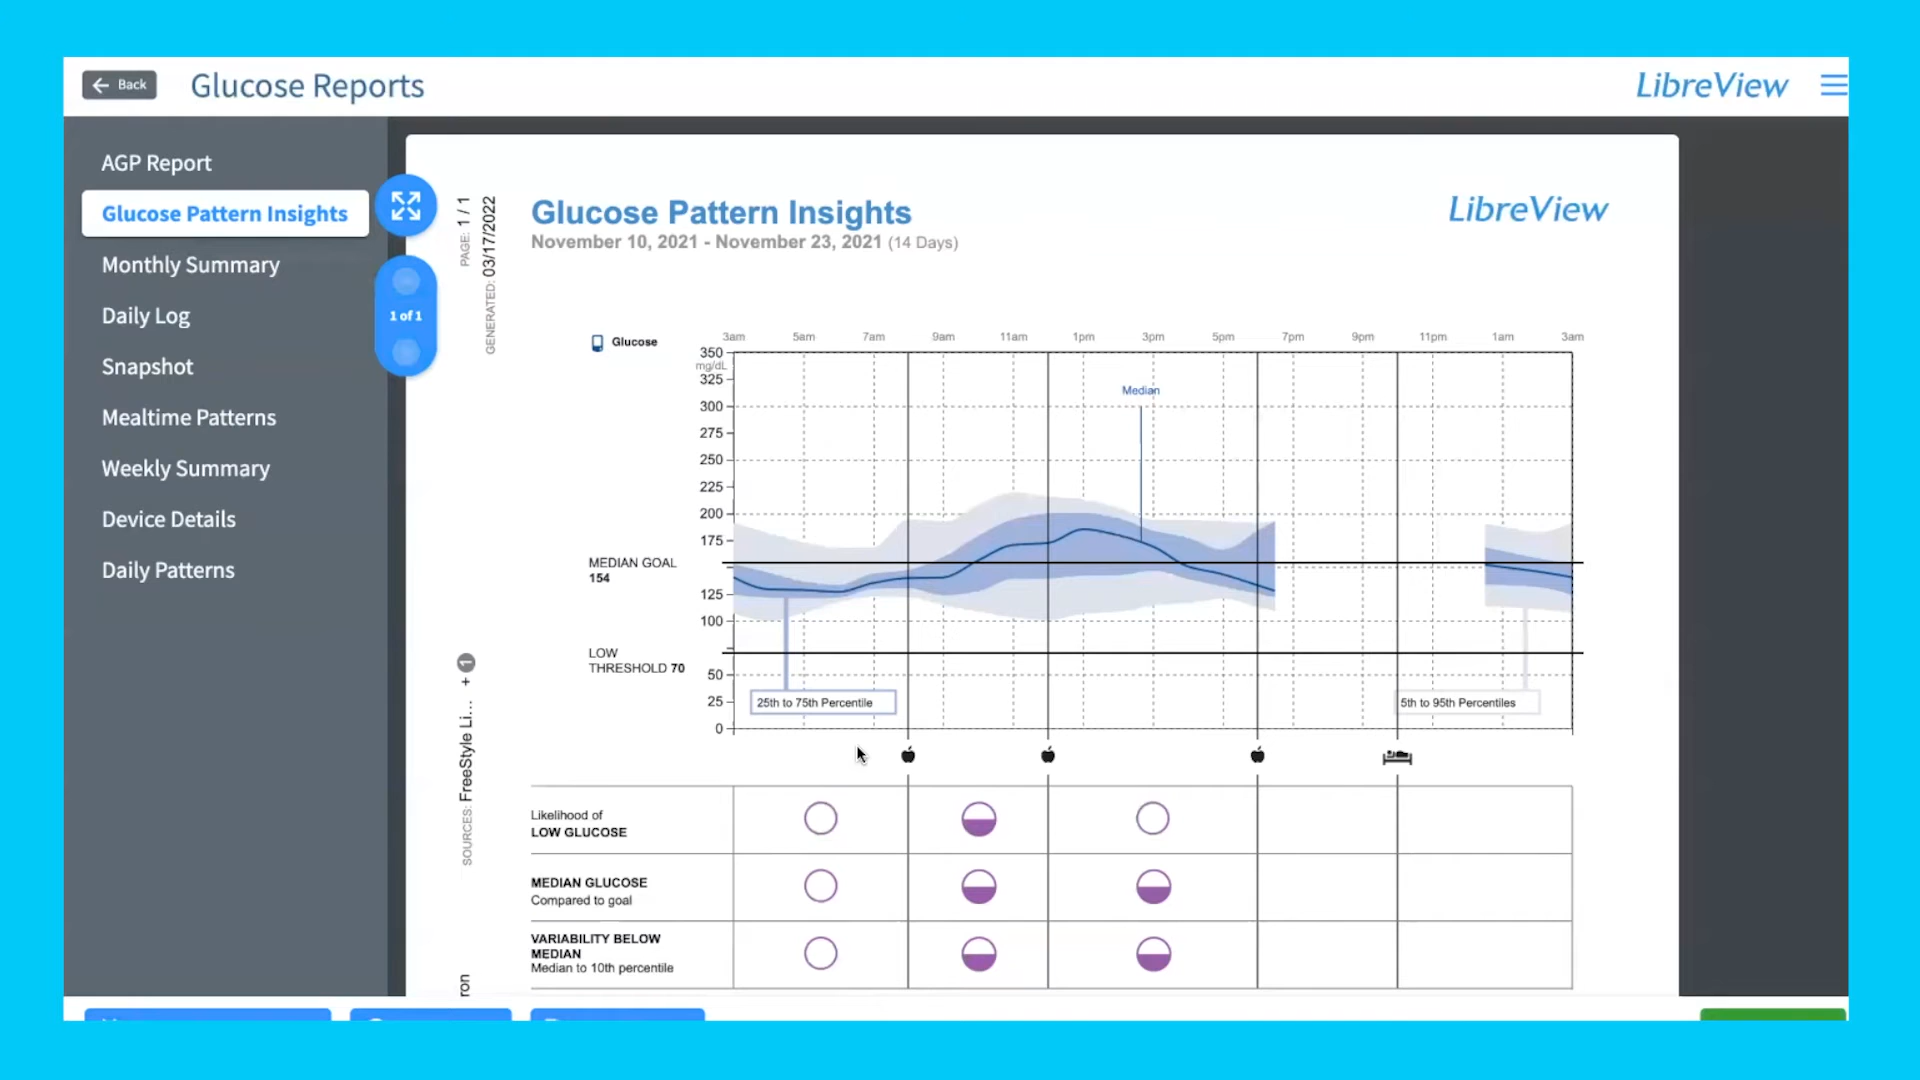 Back
Glucose Reports
LibreView
AGP Report
Glucose Pattern Insights
Monthly Summary
Daily Log
Snapshot
Mealtime Patterns
Weekly Summary
Device Details
Daily Patterns
1 of 1
PAGE: 1 / 1
GENERATED: 03/17/2022
SOURCES: FreeStyle Li... + 1
ron
Glucose Pattern Insights
LibreView
November 10, 2021 - November 23, 2021 (14 Days)
Glucose
3am 5am 7am 9am 11am 1pm 3pm 5pm 7pm 9pm 11pm 1am 3am
350
mg/dL
325
300
275
250
225
200
175
125
100
50
25
0
Median
MEDIAN GOAL
154
LOW
THRESHOLD 70
25th to 75th Percentile
5th to 95th Percentiles
Likelihood of
LOW GLUCOSE
MEDIAN GLUCOSE
Compared to goal
VARIABILITY BELOW
MEDIAN
Median to 10th percentile